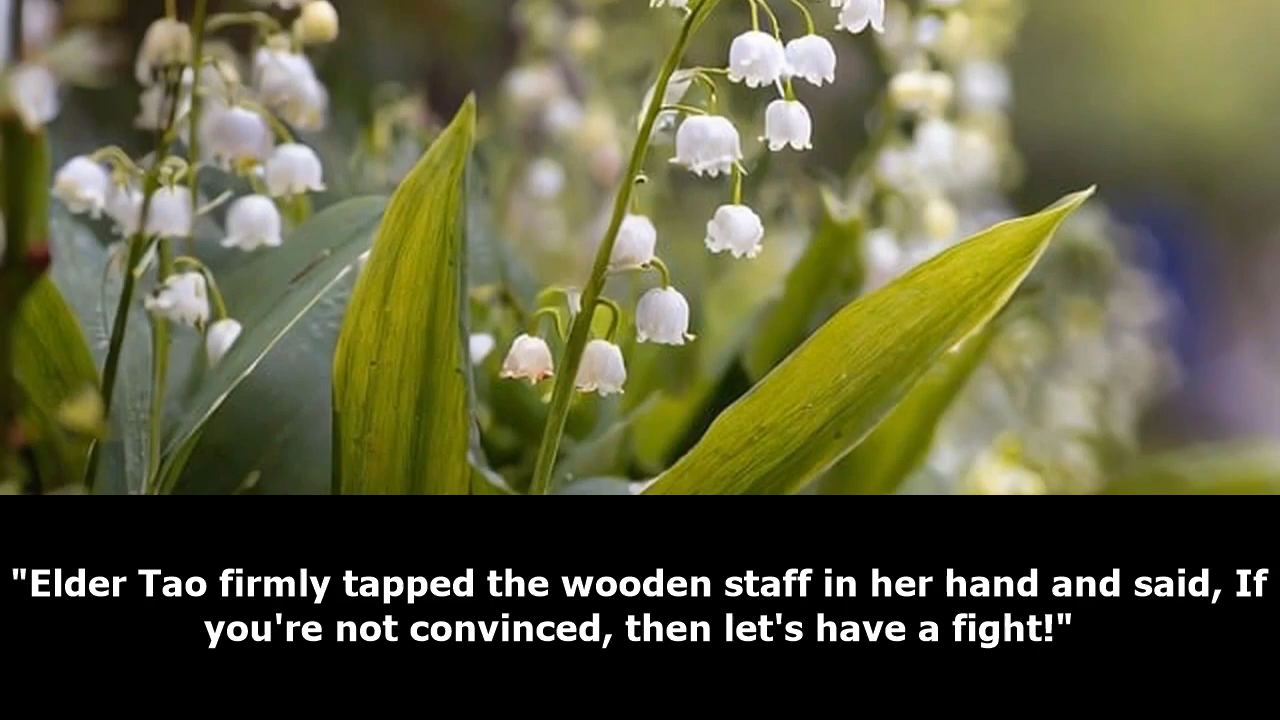 "Elder Tao firmly tapped the wooden staff in her hand and said, If
you're not convinced, then let's have a fight!"